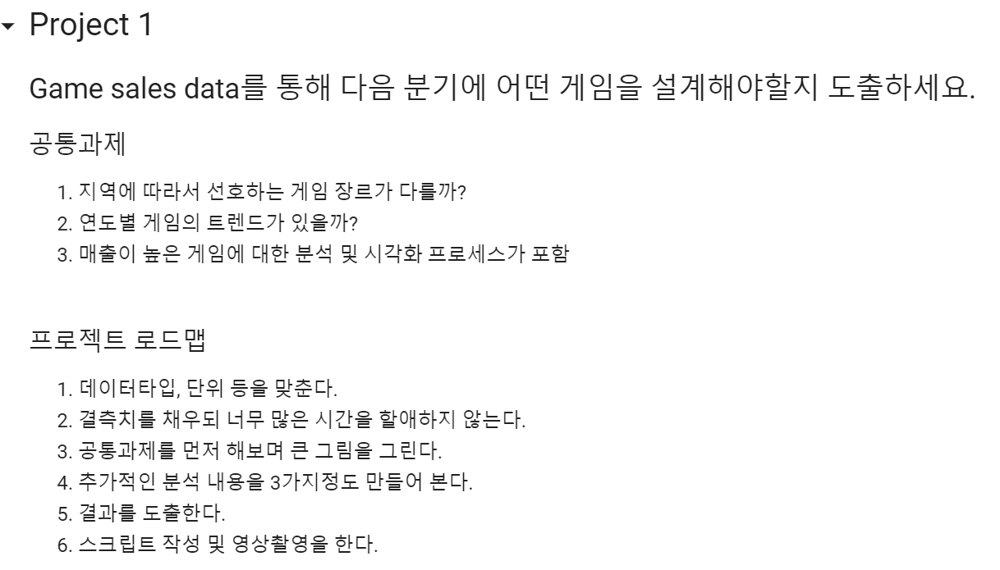 Project 1
Game sales data를 통해 다음 분기에 어떤 게임을 설계해야할지 도출하세요.
공통과제
1. 지역에 따라서 선호하는 게임 장르가 다를까?
2. 연도별 게임의 트렌드가 있을까?
3. 매출이 높은 게임에 대한 분석 및 시각화 프로세스가 포함
프로젝트 로드맵
1. 데이터타입, 단위 등을 맞춘다.
2. 결측치를 채우되 너무 많은 시간을 할애하지 않는다.
3. 공통과제를 먼저 해보며 큰 그림을 그린다.
4. 추가적인 분석 내용을 3가지정도 만들어 본다.
5. 결과를 도출한다.
6. 스크립트 작성 및 영상촬영을 한다.